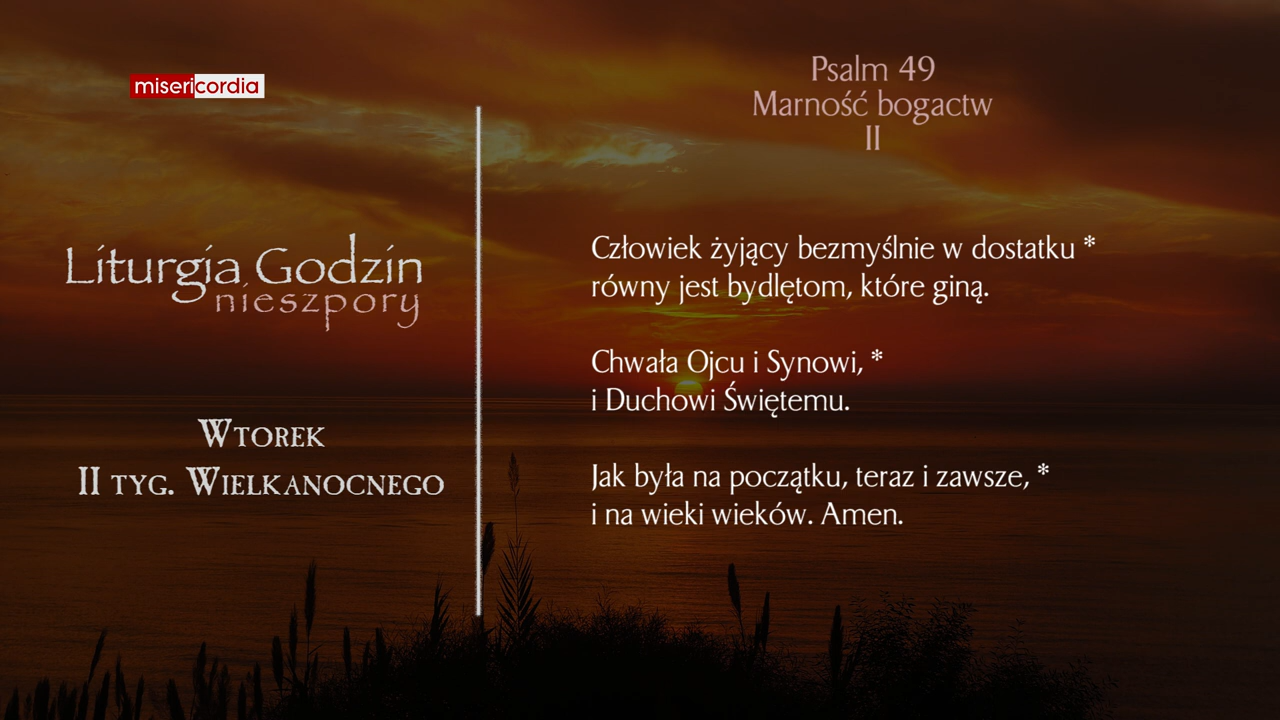 misericordia
Liturgia Godzin
nieszpory
Wtorek
II tyg. Wielkanocnego
Psalm 49
Marność bogactw
II
Człowiek żyjący bezmyślnie w dostatku *
równy jest bydlętom, które giną.
Chwała Ojcu i Synowi, *
i Duchowi Świętemu.
Jak była na początku, teraz i zawsze, *
i na wieki wieków. Amen.